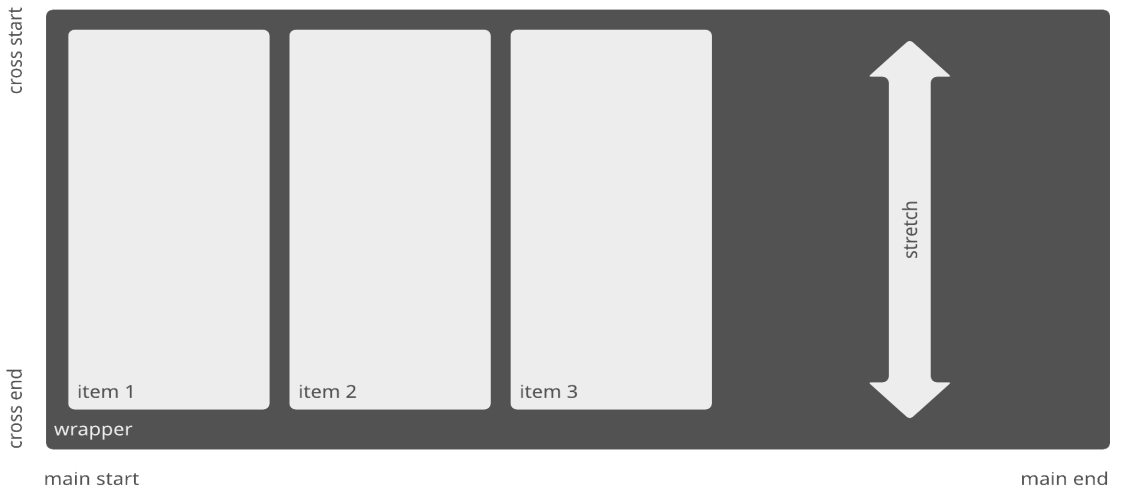 cross start
stretch
item 1
item 2
item 3
cross end
wrapper
main start
main end